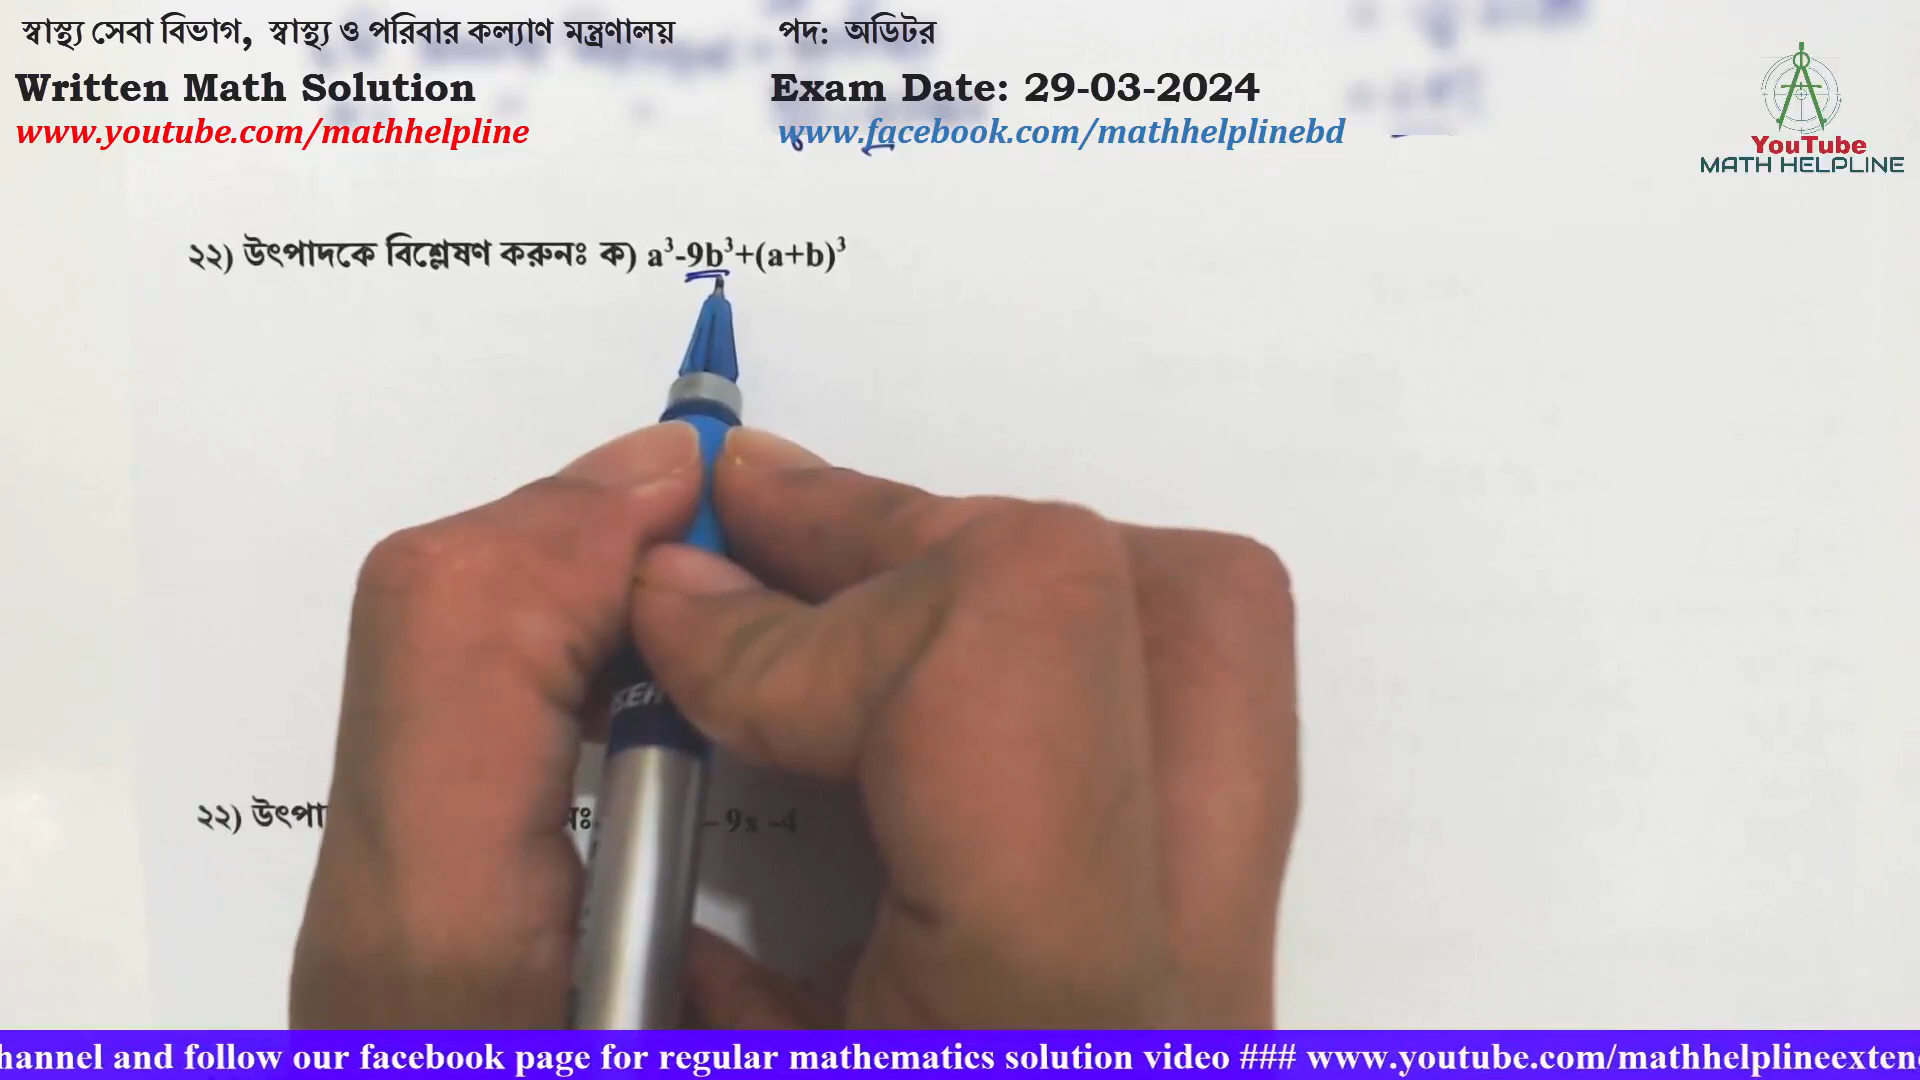 স্বাস্থ্য সেবা বিভাগ, স্বাস্থ্য ও পরিবার কল্যাণ মন্ত্রণালয় পদ: অডিটর
Written Math Solution Exam Date: 29-03-2024
www.youtube.com/mathhelpline www.facebook.com/mathhelplinebd
YouTube
MATH HELPLINE
২২) উৎপাদকে বিশ্লেষণ করুনঃ ক) a³-9b³+(a+b)³
২২) উৎপা – 9x -4
hannel and follow our facebook page for regular mathematics solution video ### www.youtube.com/mathhelplineexten